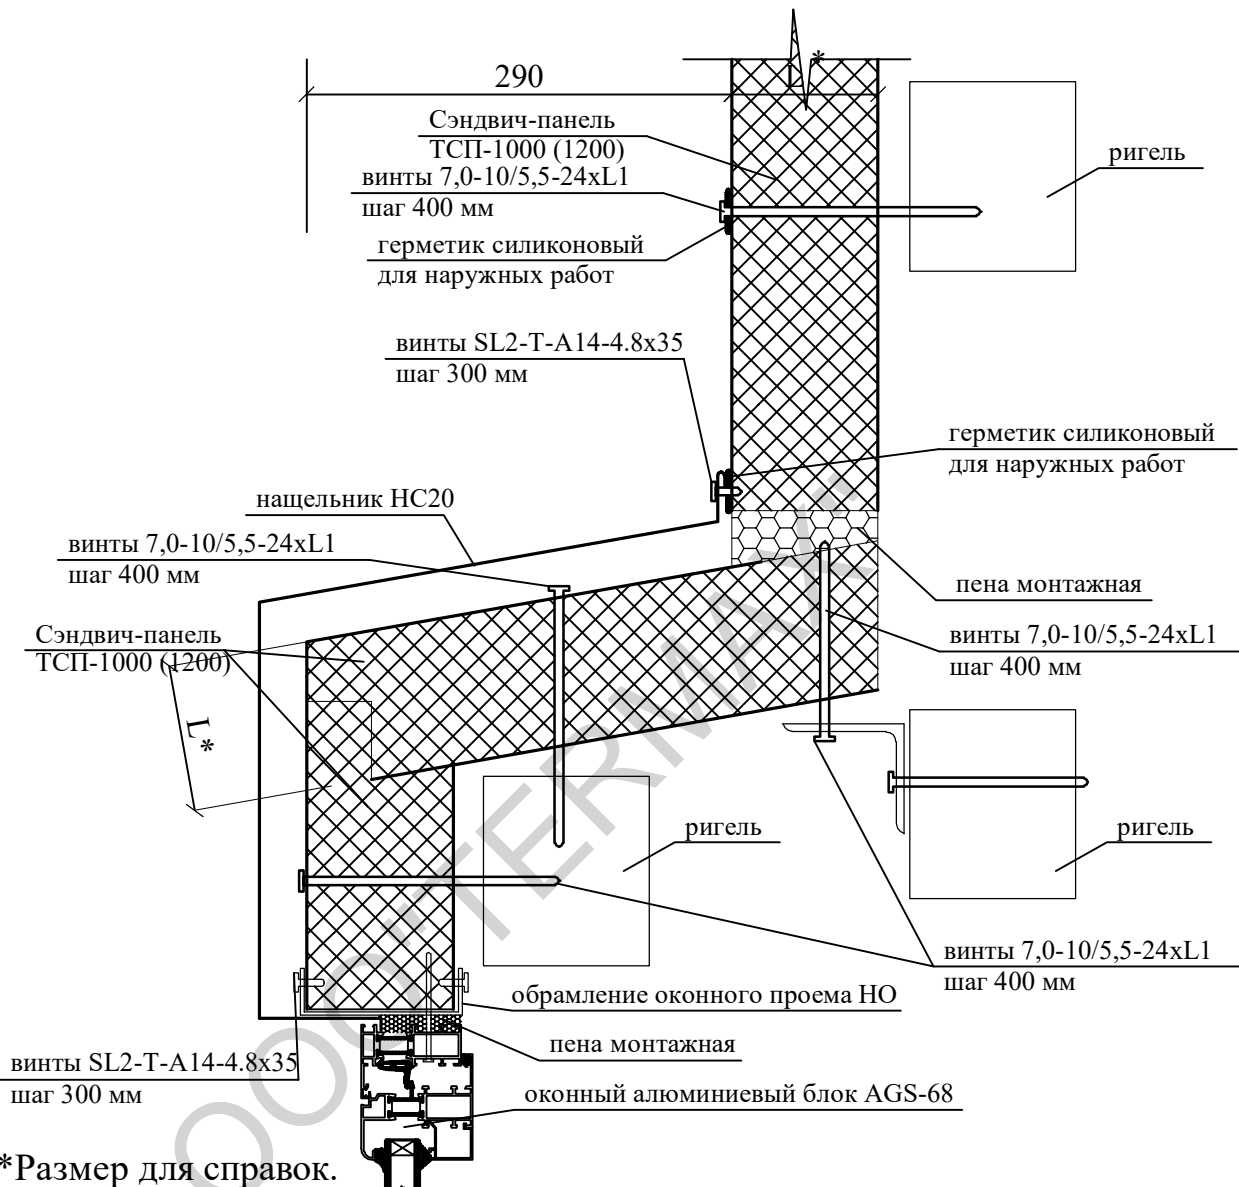 290
*
Сэндвич-панель
ТСП-1000 (1200)
винты 7,0-10/5,5-24xL1
шаг 400 мм
герметик силиконовый
для наружных работ
ригель
винты SL2-T-A14-4.8x35
шаг 300 мм
герметик силиконовый
для наружных работ
нащельник НС20
винты 7,0-10/5,5-24xL1
шаг 400 мм
пена монтажная
Сэндвич-панель
ТСП-1000 (1200)
винты 7,0-10/5,5-24xL1
шаг 400 мм
L*
ригель
ригель
винты 7,0-10/5,5-24xL1
шаг 400 мм
обрамление оконного проема НО
пена монтажная
винты SL2-T-A14-4.8x35
шаг 300 мм
оконный алюминиевый блок AGS-68
*Размер для справок.
ООО"TERMAX"